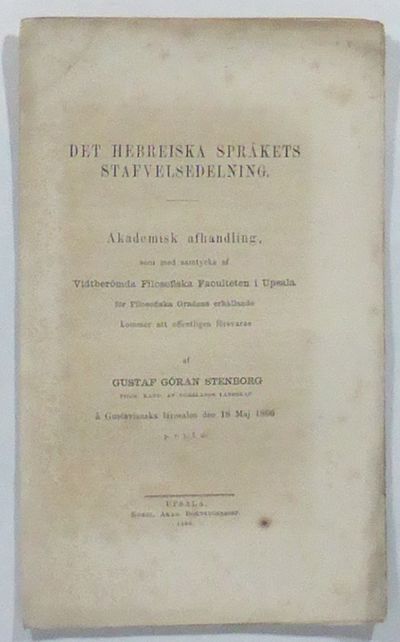 DET HEBREISKA SPRÅKETS
STAFVELSEDELNING.
Akademisk afhandling,
som med samtycke af
Vidtberömda Filosofiska Faculteten i Upsala
för Filosofiska Gradens erhållande
kommer att offentligen försvaras
af
GUSTAF GÖRAN STENBORG
å Gustavianska lärosalen den 18 Maj 1866
UPSALA,
1866.